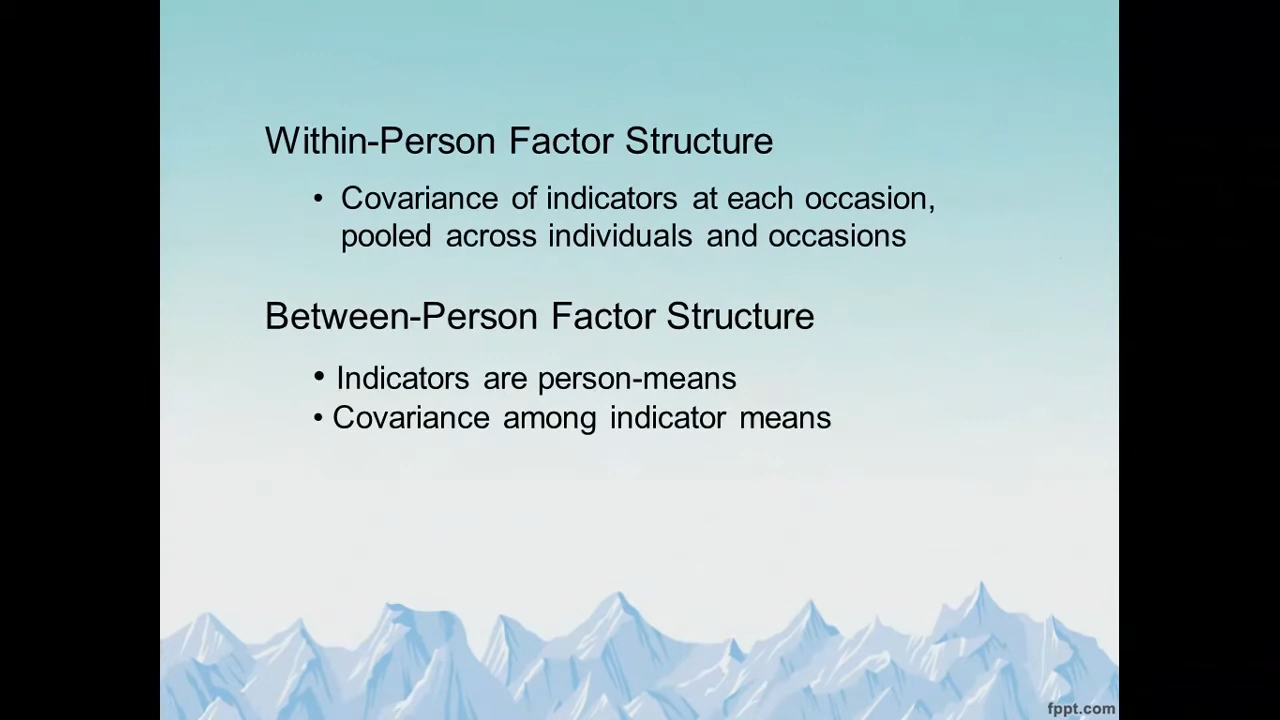 Within-Person Factor Structure
• Covariance of indicators at each occasion,
pooled across individuals and occasions
Between-Person Factor Structure
• Indicators are person-means
• Covariance among indicator means
fppt.com